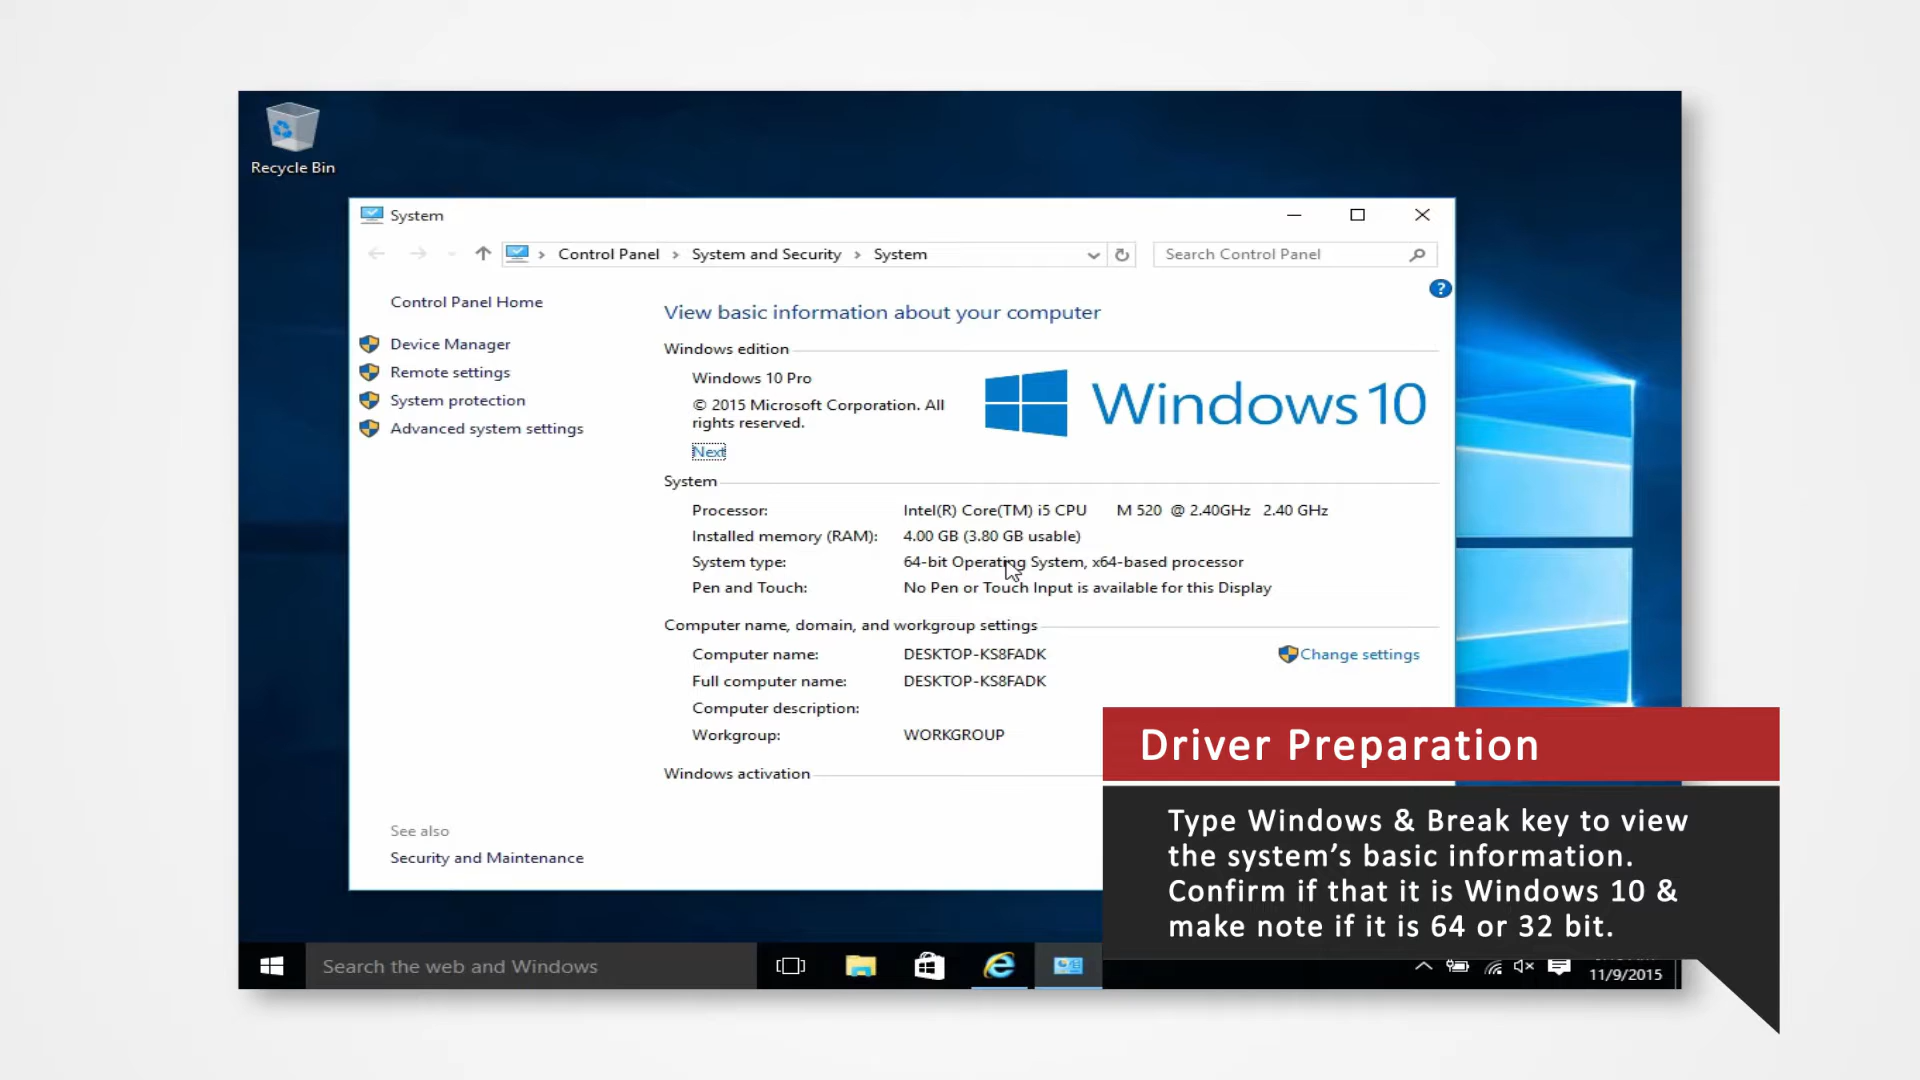 Recycle Bin
System
Control Panel
System and Security
System
Search Control Panel
?
Control Panel Home
Device Manager
Remote settings
System protection
Advanced system settings
View basic information about your computer
Windows edition
Windows 10 Pro
© 2015 Microsoft Corporation. All
rights reserved.
Next
Windows 10
System
Processor: Intel(R) Core(TM) i5 CPU M 520 @ 2.40GHz 2.40 GHz
Installed memory (RAM): 4.00 GB (3.80 GB usable)
System type: 64-bit Operating System, x64-based processor
Pen and Touch: No Pen or Touch Input is available for this Display
Computer name, domain, and workgroup settings
Computer name: DESKTOP-KS8FADK
Change settings
Full computer name: DESKTOP-KS8FADK
Computer description:
Workgroup: WORKGROUP
Windows activation
See also
Security and Maintenance
Driver Preparation
Type Windows & Break key to view
the system's basic information.
Confirm if that it is Windows 10 &
make note if it is 64 or 32 bit.
Search the web and Windows
11/9/2015